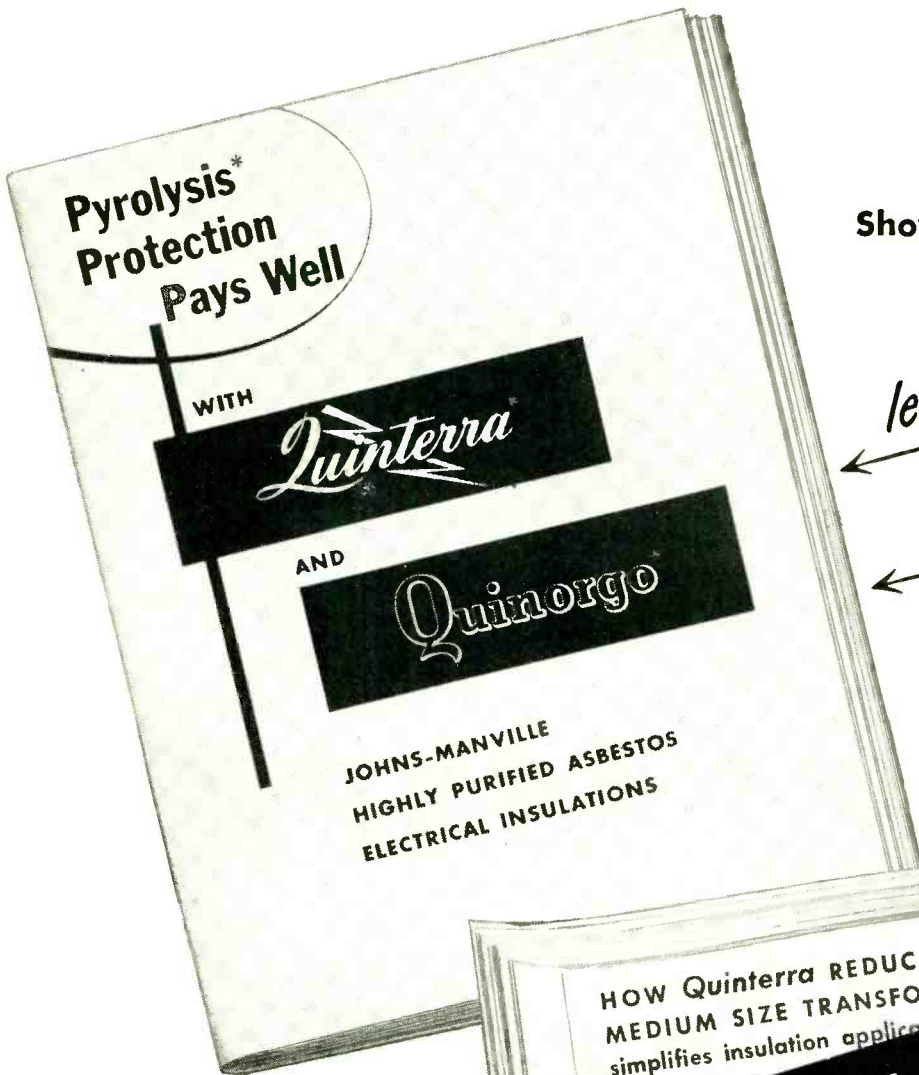 Pyrolysis*
Protection
Pays Well
WITH
Quinterra
AND
Quinorgo
JOHNS-MANVILLE
HIGHLY PURIFIED ASBESTOS
ELECTRICAL INSULATIONS
HOW Quinterra REDUC
MEDIUM SIZE TRANSFO
simplifies insulation applic
Sho
le